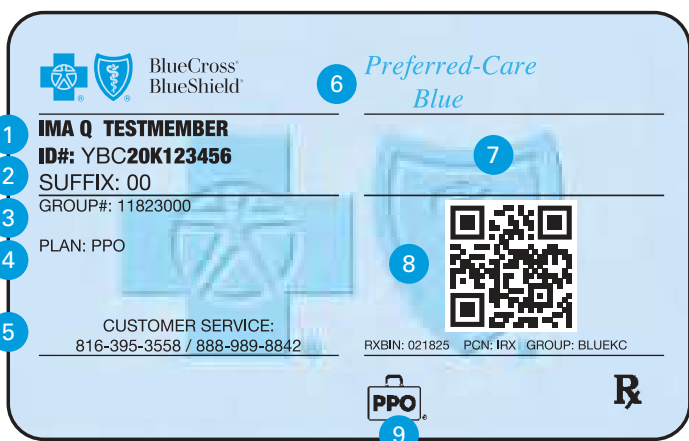 BlueCross®
BlueShield®
6
Preferred-Care
Blue
1
IMA Q TESTMEMBER
ID#: YBC20K123456
7
2
SUFFIX: 00
3
GROUP#: 11823000
4
PLAN: PPO
8
5
CUSTOMER SERVICE:
816-395-3558 / 888-989-8842
RXBIN: 021825 PCN: IRX GROUP: BLUEKC
PPO®
℞
9